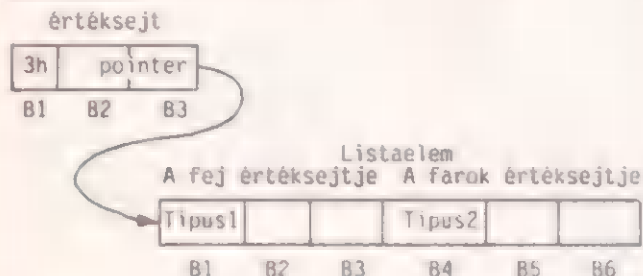 értéksejt
3h pointer
B1 B2 B3
Listaelem
A fej értéksejtje A farok értéksejtje
Tipus1 Tipus2
B1 B2 B3 B4 B5 B6